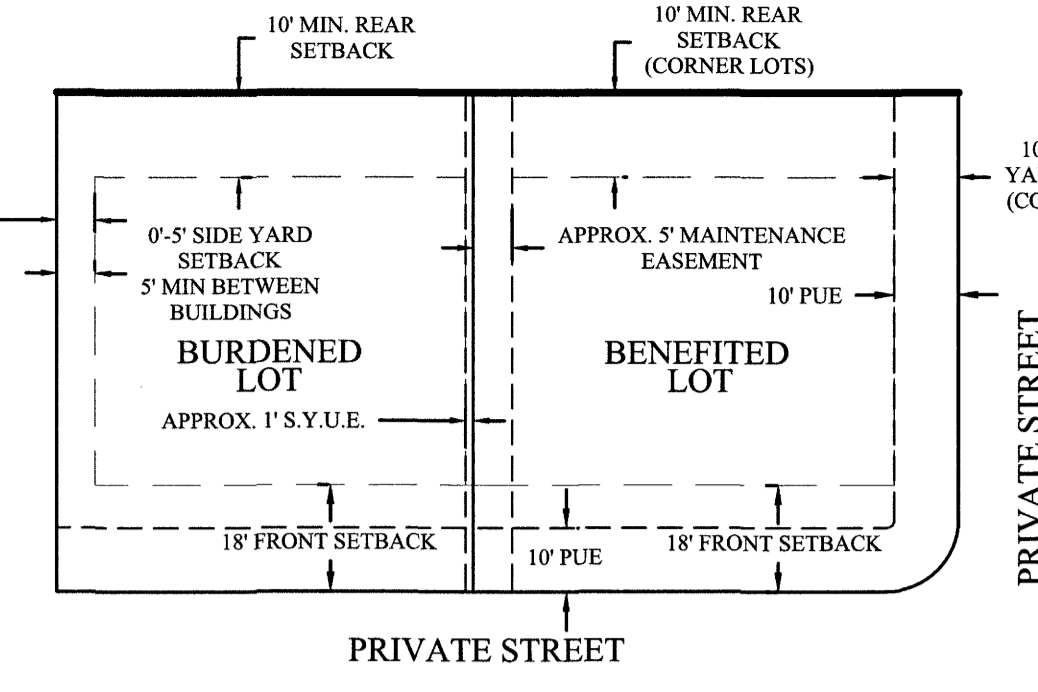 10' MIN. REAR
SETBACK
10' MIN. REAR
SETBACK
(CORNER LOTS)
0'-5' SIDE YARD
SETBACK
5' MIN BETWEEN
BUILDINGS
APPROX. 5' MAINTENANCE
EASEMENT
10' PUE
BURDENED
LOT
BENEFITED
LOT
APPROX. 1' S.Y.U.E.
18' FRONT SETBACK
10' PUE
18' FRONT SETBACK
PRIVATE STREET
PRIVATE STREET